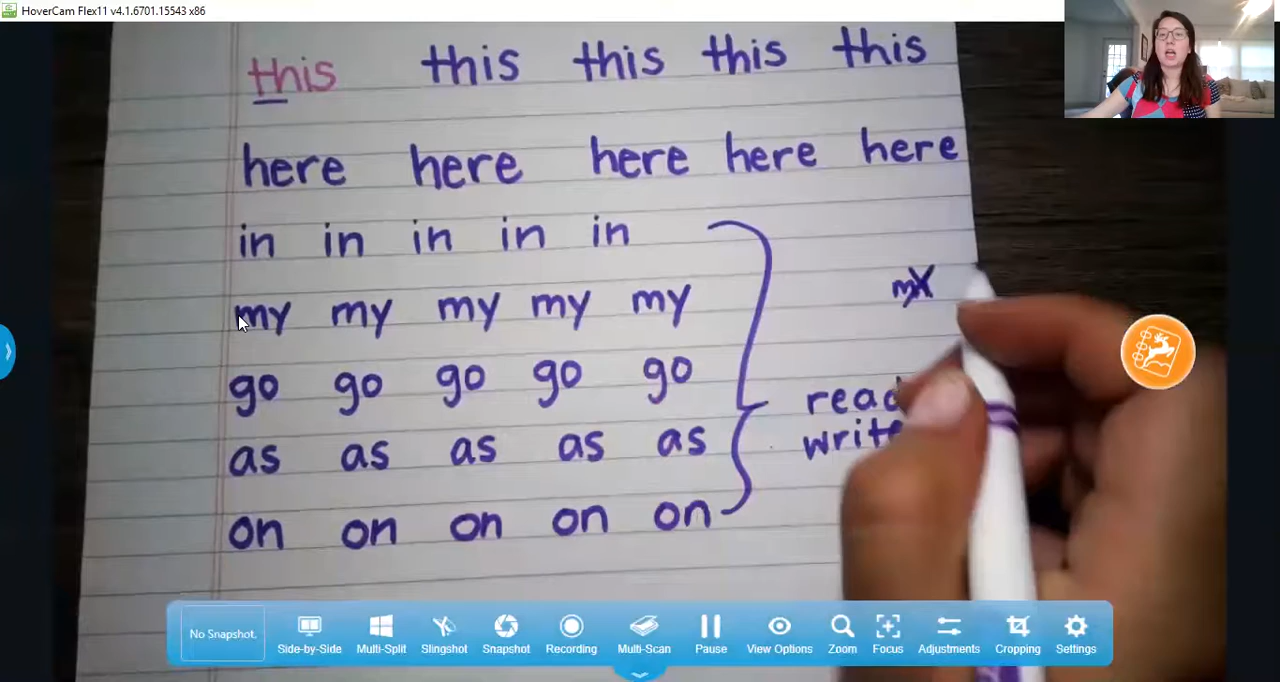 HoverCam Flex11 v4.1.6701.15543 x86
this this this this this
here here here here here
in in in in in
my my my my my
go go go go go
as as as as as
on on on on on
write
No Snapshot.
Side-by-Side Multi-Split Slingshot Snapshot Recording Multi-Scan Pause View Options Zoom Focus Adjustments Cropping Settings